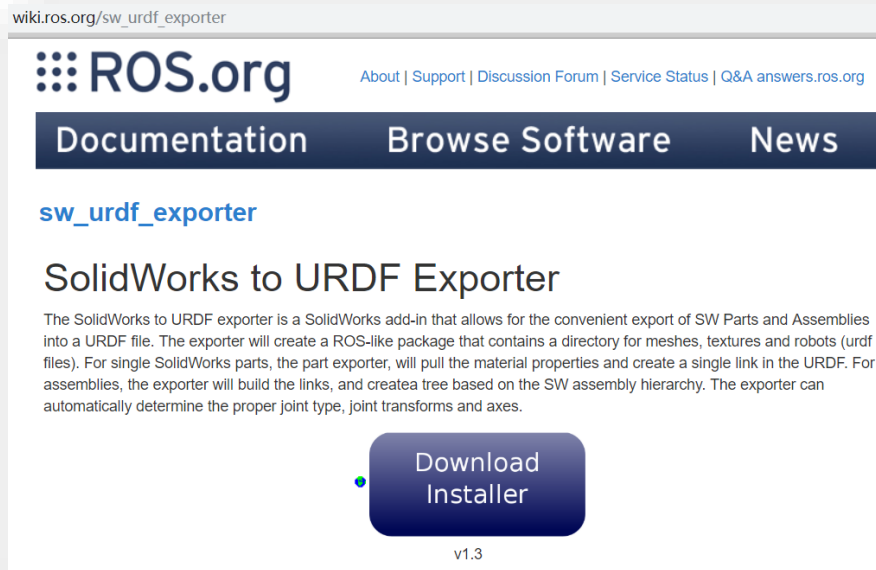 wiki.ros.org/sw_urdf_exporter
ROS.org
About | Support | Discussion Forum | Service Status | Q&A answers.ros.org
Documentation Browse Software News
sw_urdf_exporter
SolidWorks to URDF Exporter
The SolidWorks to URDF exporter is a SolidWorks add-in that allows for the convenient export of SW Parts and Assemblies
into a URDF file. The exporter will create a ROS-like package that contains a directory for meshes, textures and robots (urdf
files). For single SolidWorks parts, the part exporter, will pull the material properties and create a single link in the URDF. For
assemblies, the exporter will build the links, and createa tree based on the SW assembly hierarchy. The exporter can
automatically determine the proper joint type, joint transforms and axes.
Download
Installer
v1.3